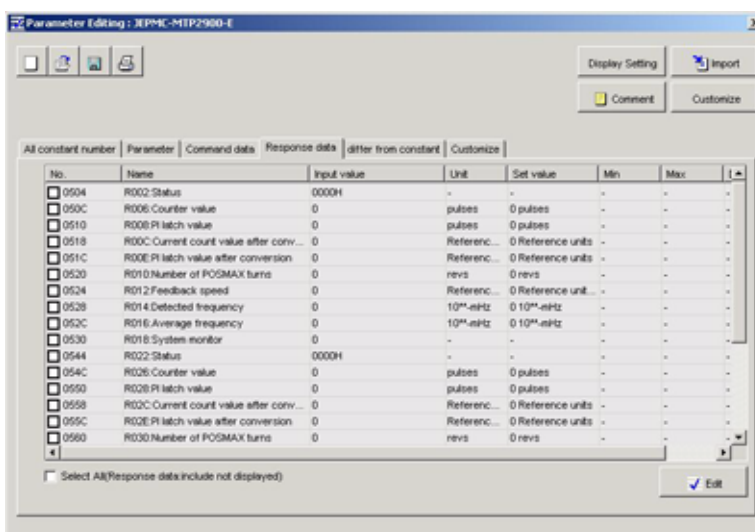 Parameter Editing : JEPMC-MTP2900-E
Display Setting Import
Comment Customize
All constant number Parameter Command data Response data differ from constant Customize
No. Name Input value Unit Set value Min Max
0504 R002:Status 0000H - - - -
050C R006:Counter value 0 pulses 0 pulses - -
0510 R008:PI latch value 0 pulses 0 pulses - -
0518 R00C:Current count value after conv... 0 Referenc... 0 Reference units - -
051C R00E:PI latch value after conversion 0 Referenc... 0 Reference units - -
0520 R010:Number of POSMAX turns 0 revs 0 revs - -
0524 R012:Feedback speed 0 Referenc... 0 Reference unit... - -
0528 R014:Detected frequency 0 10**-mHz 0 10**-mHz - -
052C R016:Average frequency 0 10**-mHz 0 10**-mHz - -
0530 R018:System monitor 0 - - - -
0544 R022:Status 0000H - - - -
054C R026:Counter value 0 pulses 0 pulses - -
0550 R028:PI latch value 0 pulses 0 pulses - -
0558 R02C:Current count value after conv... 0 Referenc... 0 Reference units - -
055C R02E:PI latch value after conversion 0 Referenc... 0 Reference units - -
0560 R030:Number of POSMAX turns 0 revs 0 revs - -
Select All(Response data:include not displayed)
Edit